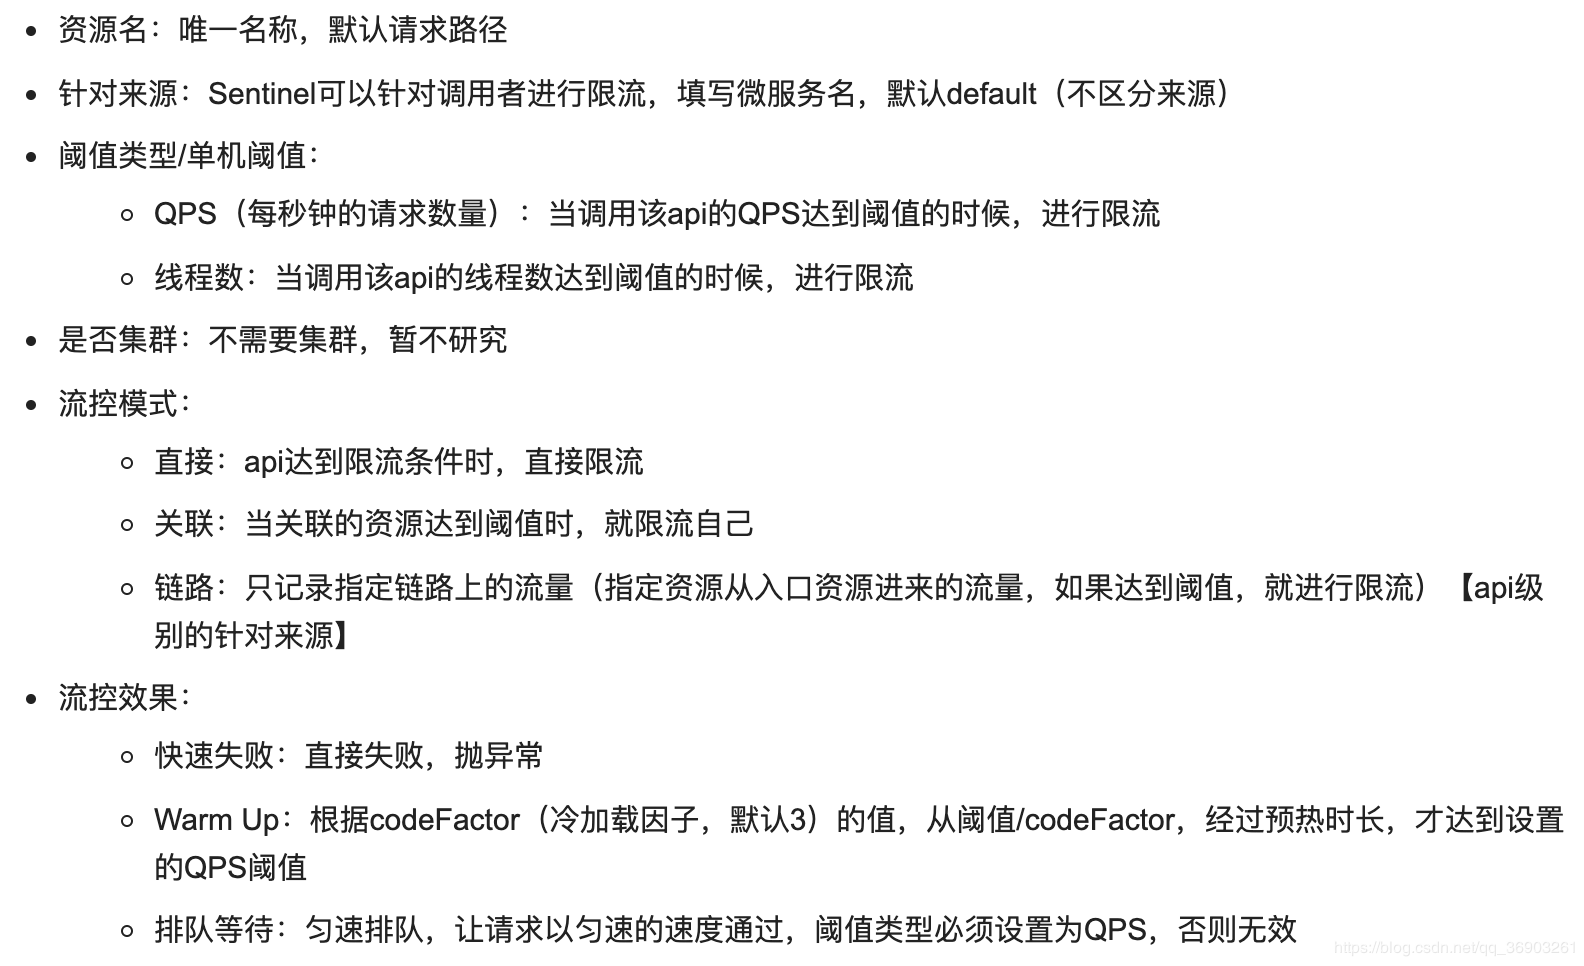 资源名：唯一名称，默认请求路径
针对来源：Sentinel可以针对调用者进行限流，填写微服务名，默认default（不区分来源）
阈值类型/单机阈值：
QPS（每秒钟的请求数量）：当调用该api的QPS达到阈值的时候，进行限流
线程数：当调用该api的线程数达到阈值的时候，进行限流
是否集群：不需要集群，暂不研究
流控模式：
直接：api达到限流条件时，直接限流
关联：当关联的资源达到阈值时，就限流自己
链路：只记录指定链路上的流量（指定资源从入口资源进来的流量，如果达到阈值，就进行限流）【api级
别的针对来源】
流控效果：
快速失败：直接失败，抛异常
Warm Up：根据codeFactor（冷加载因子，默认3）的值，从阈值/codeFactor，经过预热时长，才达到设置
的QPS阈值
排队等待：匀速排队，让请求以匀速的速度通过，阈值类型必须设置为QPS，否则无效
https://blog.csdn.net/qq_36903261